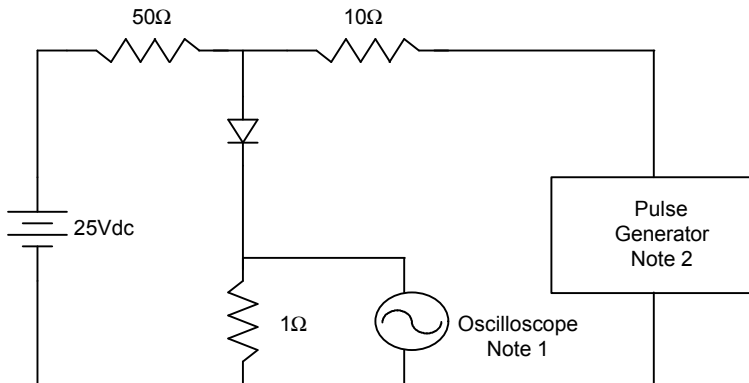 50Ω
10Ω
25Vdc
Pulse
Generator
Note 2
1Ω
Oscilloscope
Note 1